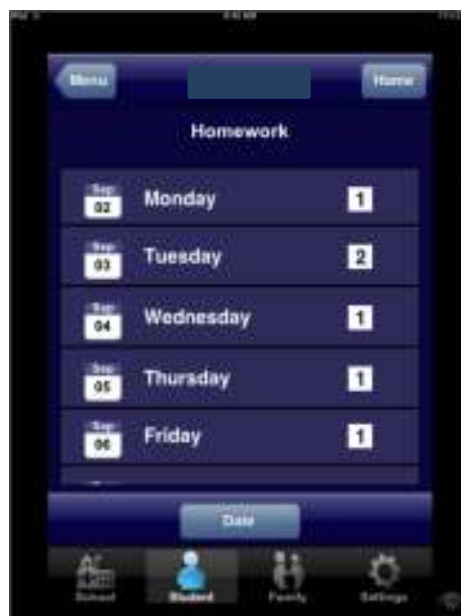 Menu
Home
Homework
Sep
02
Monday
1
Sep
03
Tuesday
2
Sep
04
Wednesday
1
Sep
05
Thursday
1
Sep
06
Friday
1
Date
School
Student
Family
Settings